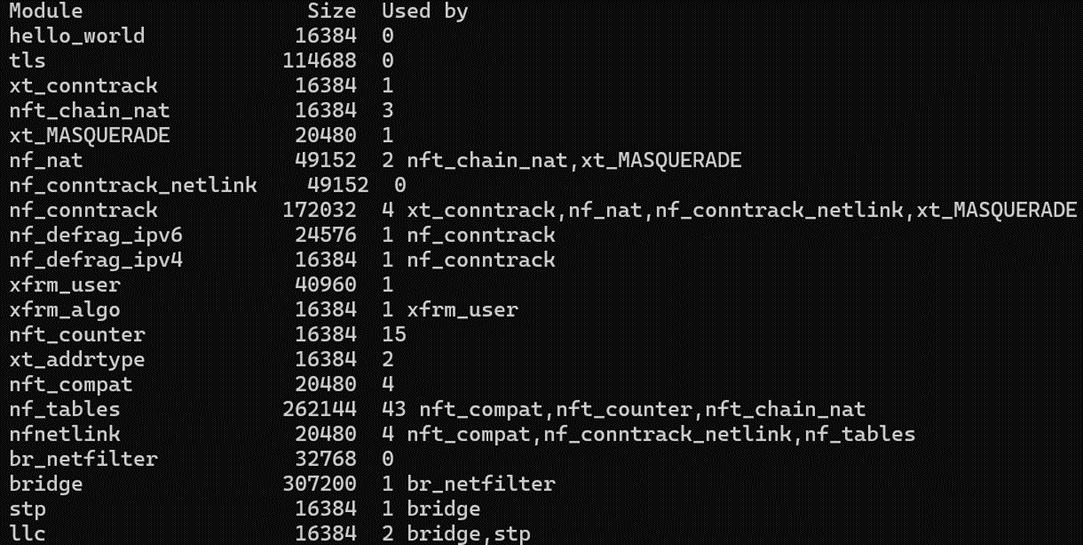 Module                  Size  Used by
hello_world            16384  0
tls                   114688  0
xt_conntrack           16384  1
nft_chain_nat          16384  3
xt_MASQUERADE          20480  1
nf_nat                 49152  2 nft_chain_nat,xt_MASQUERADE
nf_conntrack_netlink    49152  0
nf_conntrack          172032  4 xt_conntrack,nf_nat,nf_conntrack_netlink,xt_MASQUERADE
nf_defrag_ipv6         24576  1 nf_conntrack
nf_defrag_ipv4         16384  1 nf_conntrack
xfrm_user              40960  1
xfrm_algo              16384  1 xfrm_user
nft_counter            16384  15
xt_addrtype            16384  2
nft_compat             20480  4
nf_tables             262144  43 nft_compat,nft_counter,nft_chain_nat
nfnetlink              20480  4 nft_compat,nf_conntrack_netlink,nf_tables
br_netfilter           32768  0
bridge                307200  1 br_netfilter
stp                    16384  1 bridge
llc                    16384  2 bridge,stp